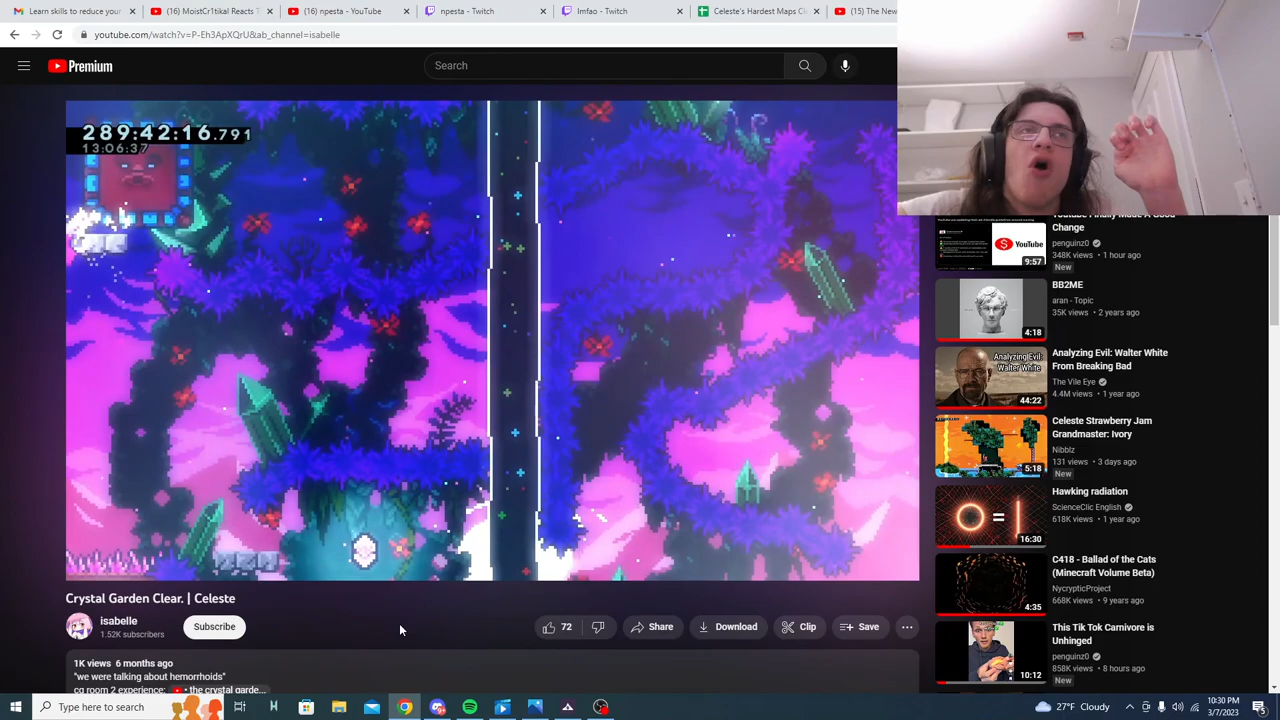 Learn to speak confid
(16) MoistCr1TiKaL Reacts T
(16) npesta - YouTube
npesta - Twitch
lmfao - Twitch
Celeste's Hardest Maps Cl
(15) The New
youtube.com/watch?v=P-Eh3ApXQrU&ab_channel=isabelle
Premium
Search
289:42:16.791
13:06:37
Youtube Finally Made A Good
Change
penguinz0
348K views • 1 hour ago
New
YouTube
9:57
BB2ME
aran - Topic
35K views • 2 years ago
4:18
Analyzing Evil: Walter White
From Breaking Bad
The Vile Eye
4.4M views • 1 year ago
Analyzing Evil:
Walter White
44:22
Celeste Strawberry Jam
Grandmaster: Ivory
Nibblz
131 views • 3 days ago
New
5:18
Hawking radiation
ScienceClic English
618K views • 1 year ago
16:30
C418 - Ballad of the Cats
(Minecraft Volume Beta)
NycrypticProject
668K views • 9 years ago
4:35
This Tik Tok Carnivore is
Unhinged
penguinz0
858K views • 8 hours ago
New
10:12
Crystal Garden Clear. | Celeste
isabelle
1.52K subscribers
Subscribe
72
Share
Download
Clip
Save
1K views 6 months ago
"we were talking about hemorrhoids"
cg room 2 experience: • the crystal garde...
Type here to search
27°F Cloudy
10:30 PM
3/7/2023